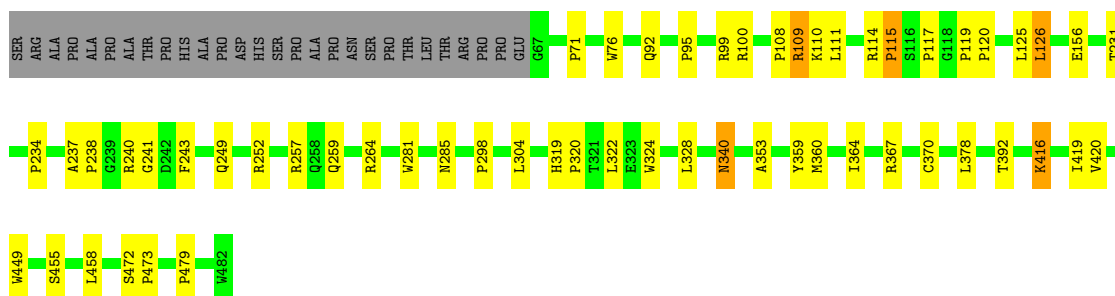 SER ARG ALA PRO ALA PRO ALA THR PRO HIS ALA PRO ASP HIS SER PRO ALA PRO ASN SER PRO THR LEU THR ARG PRO PRO GLU G67 P71 W76 Q92 P95 R99 R100 P108 R109 K110 L111 R114 P115 S116 P117 G118 P119 P120 L125 L126 E156 T231
P234 A237 P238 G239 R240 G241 D242 F243 Q249 R252 R257 Q258 Q259 R264 W281 N285 P298 L304 H319 P320 T321 L322 E323 W324 L328 N340 A353 Y359 M360 I364 R367 C370 L378 T392 K416 I419 V420
W449 S455 L458 S472 P473 P479 W482